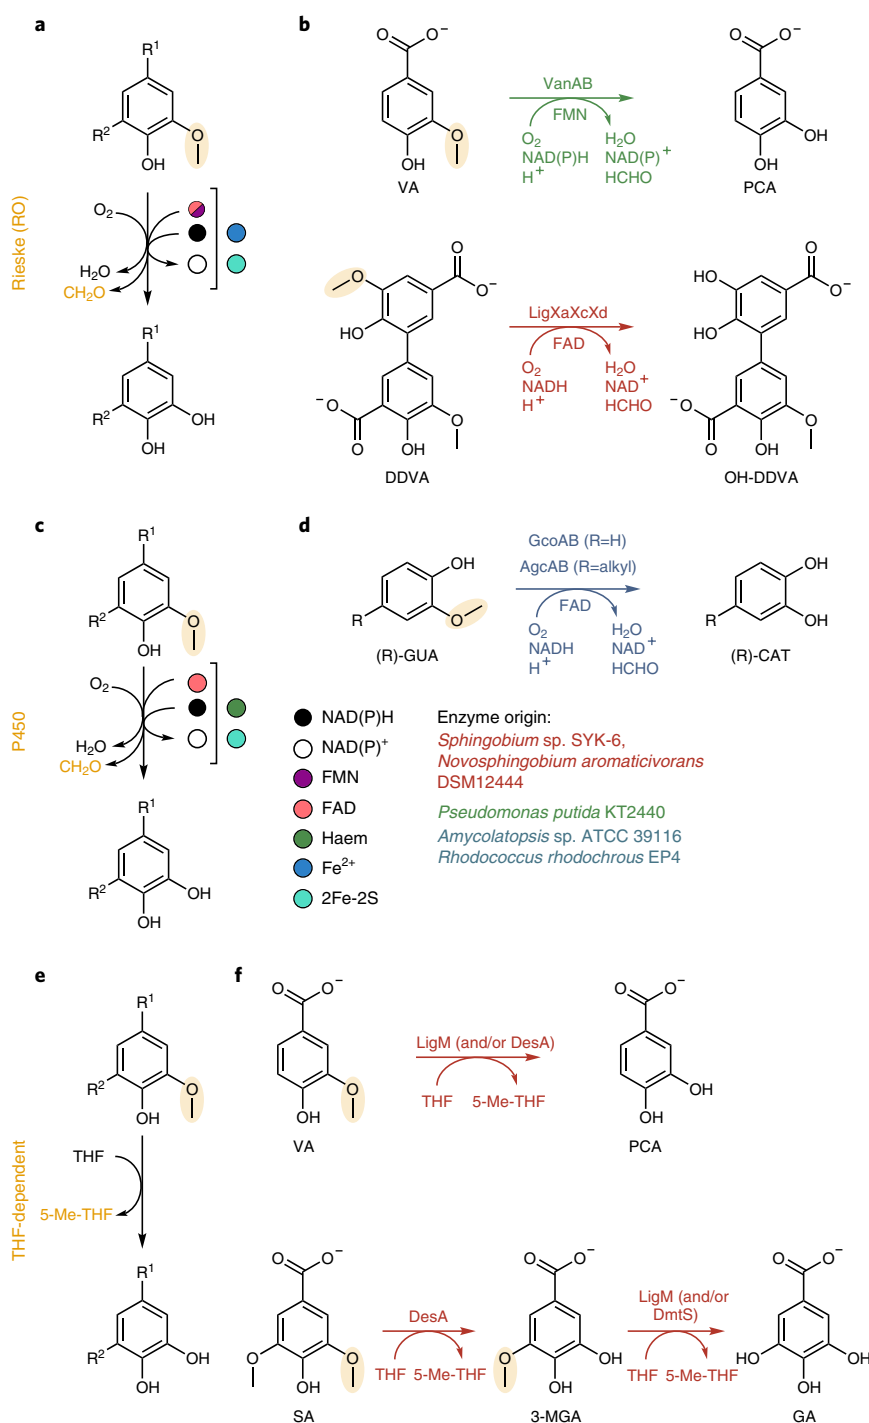 a
R¹
R²
O
OH
Rieske (RO)
O₂
H₂O
CH₂O
R¹
R²
OH
OH
b
O
O⁻
O
OH
VA
VanAB
FMN
O₂
NAD(P)H
H⁺
H₂O
NAD(P)⁺
HCHO
O
O⁻
OH
OH
PCA
O
O
O⁻
HO
⁻O
O
OH
O
DDVA
LigXaXcXd
FAD
O₂
NADH
H⁺
H₂O
NAD⁺
HCHO
HO
O
O⁻
HO
⁻O
O
OH
O
OH-DDVA
c
R¹
R²
O
OH
P450
O₂
H₂O
CH₂O
R¹
R²
OH
OH
d
OH
R
O
(R)-GUA
GcoAB (R=H)
AgcAB (R=alkyl)
FAD
O₂
NADH
H⁺
H₂O
NAD⁺
HCHO
OH
R
OH
(R)-CAT
NAD(P)H
NAD(P)⁺
FMN
FAD
Haem
Fe²⁺
2Fe-2S
Enzyme origin:
Sphingobium sp. SYK-6,
Novosphingobium aromaticivorans
DSM12444
Pseudomonas putida KT2440
Amycolatopsis sp. ATCC 39116
Rhodococcus rhodochrous EP4
e
R¹
R²
O
OH
THF-dependent
THF
5-Me-THF
R¹
R²
OH
OH
f
O
O⁻
O
OH
VA
LigM (and/or DesA)
THF 5-Me-THF
O
O⁻
OH
OH
PCA
O
O⁻
O
O
OH
SA
DesA
THF 5-Me-THF
O
O⁻
O
OH
OH
3-MGA
LigM (and/or
DmtS)
THF 5-Me-THF
O
O⁻
HO
OH
OH
GA